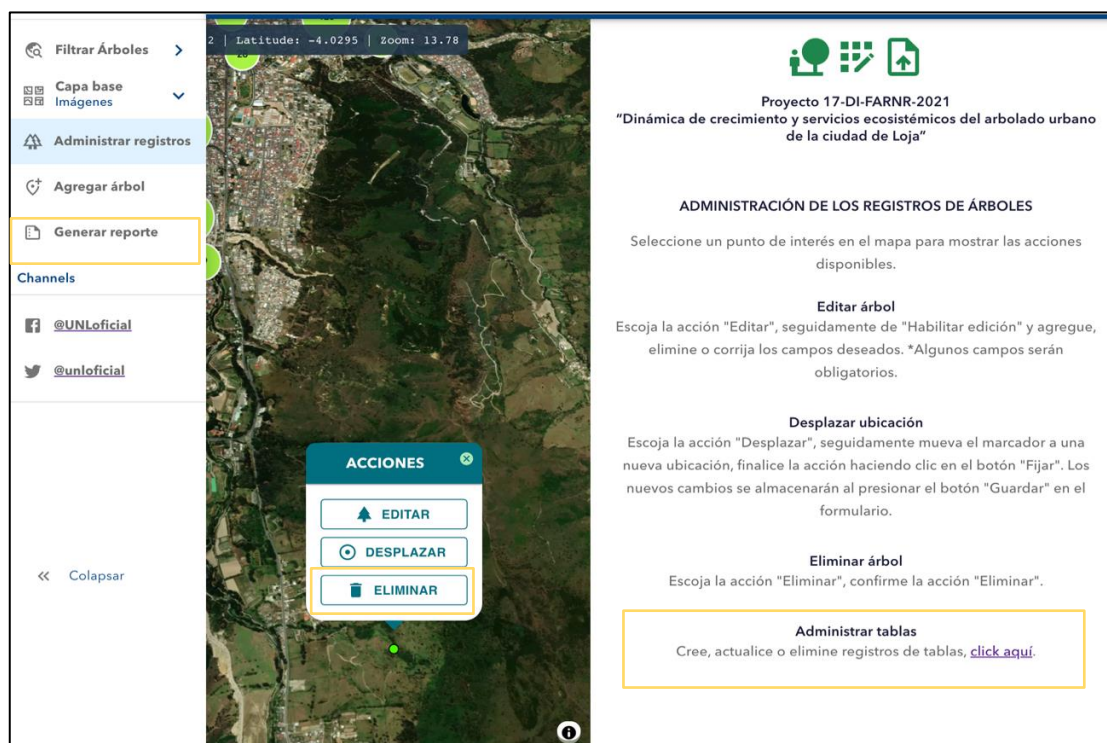 Filtrar Árboles
Capa base
Imágenes
Administrar registros
Agregar árbol
Generar reporte
Channels
@UNLoficial
@unloficial
Colapsar
2 | Latitude: -4.0295 | Zoom: 13.78
ACCIONES
EDITAR
DESPLAZAR
ELIMINAR
Proyecto 17-DI-FARNR-2021
"Dinámica de crecimiento y servicios ecosistémicos del arbolado urbano
de la ciudad de Loja"
ADMINISTRACIÓN DE LOS REGISTROS DE ÁRBOLES
Seleccione un punto de interés en el mapa para mostrar las acciones
disponibles.
Editar árbol
Escoja la acción "Editar", seguidamente de "Habilitar edición" y agregue,
elimine o corrija los campos deseados. *Algunos campos serán
obligatorios.
Desplazar ubicación
Escoja la acción "Desplazar", seguidamente mueva el marcador a una
nueva ubicación, finalice la acción haciendo clic en el botón "Fijar". Los
nuevos cambios se almacenarán al presionar el botón "Guardar" en el
formulario.
Eliminar árbol
Escoja la acción "Eliminar", confirme la acción "Eliminar".
Administrar tablas
Cree, actualice o elimine registros de tablas, click aquí.